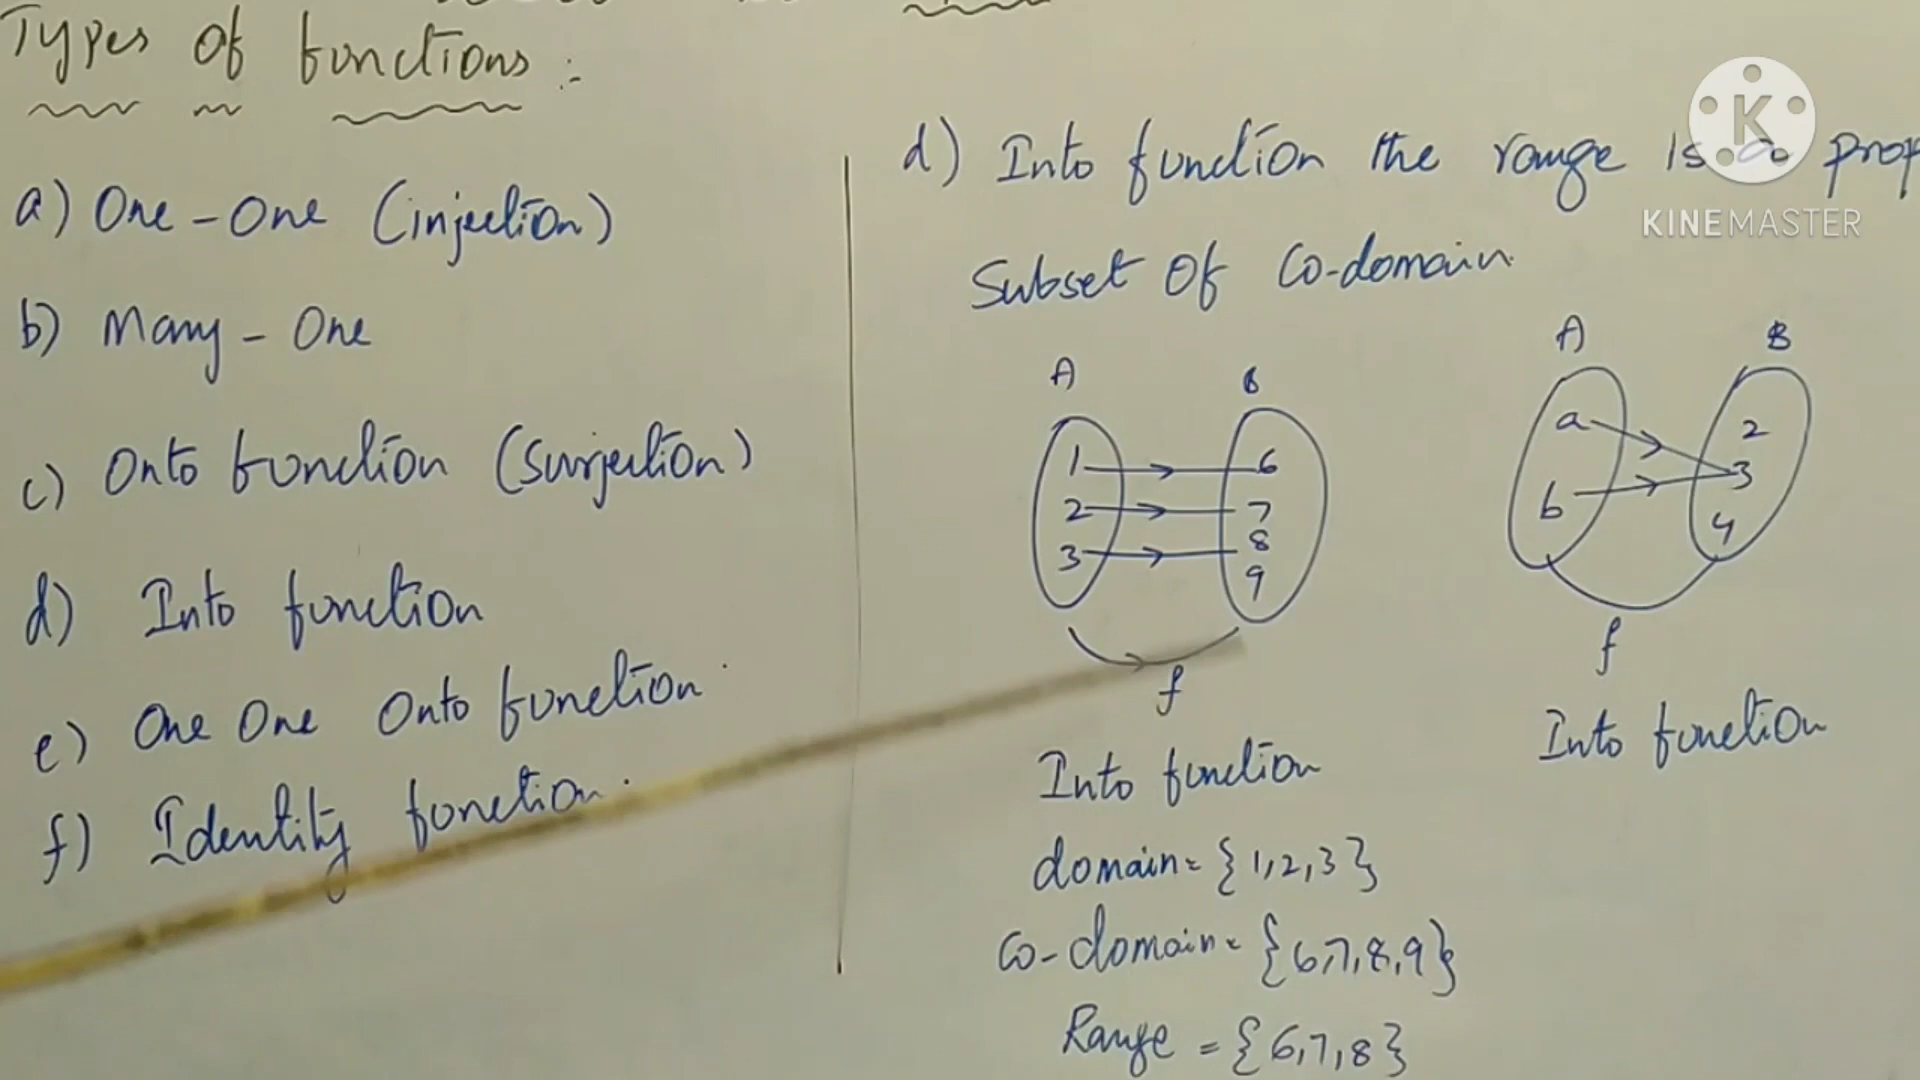 Types of functions :-
a) One - One (injection)
b) Many - One
c) Onto function (Surjection)
d) Into function
e) One One Onto function.
f) Identity function.
d) Into function the range is a prop
Subset of Co-domain.
A B
1 6
2 7
3 8
9
f
Into function
domain = {1,2,3}
Co-domain = {6,7,8,9}
Range = {6,7,8}
A B
a 2
b 3
4
f
Into function
K
KINEMASTER